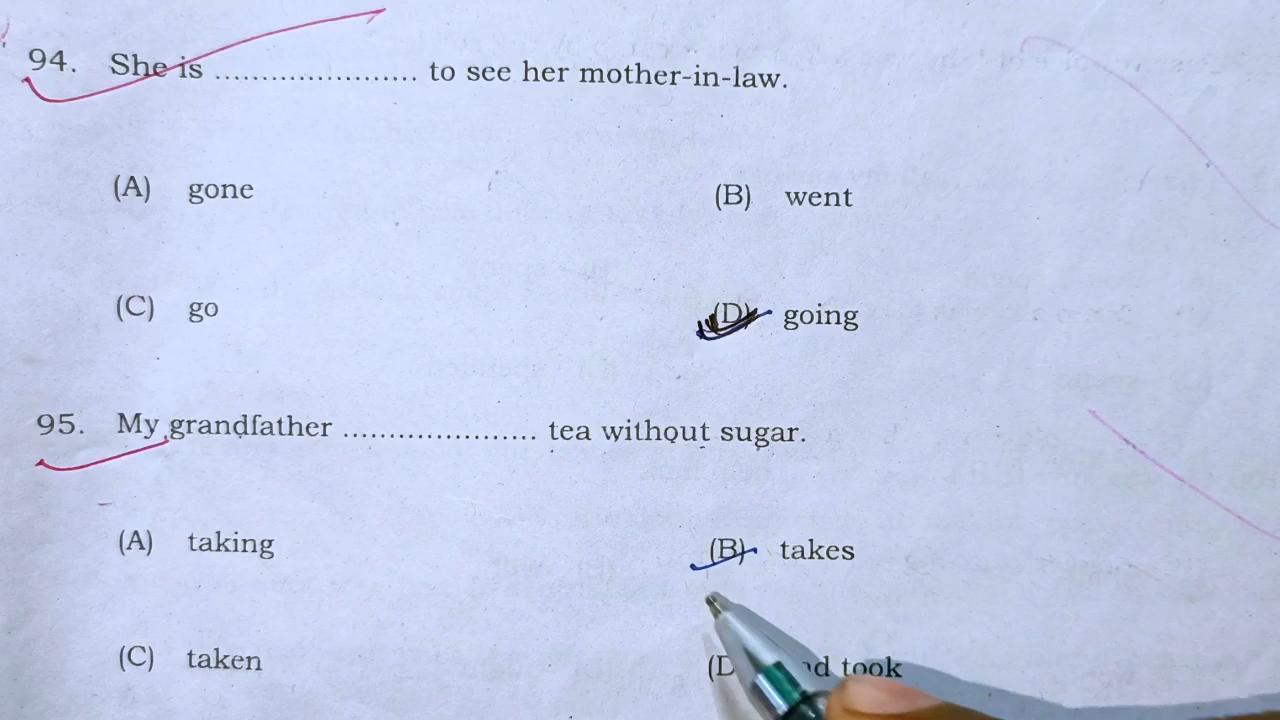 94. She is ...................... to see her mother-in-law.
(A) gone (B) went
(C) go (D) going
95. My grandfather ..................... tea without sugar.
(A) taking (B) takes
(C) taken (D took